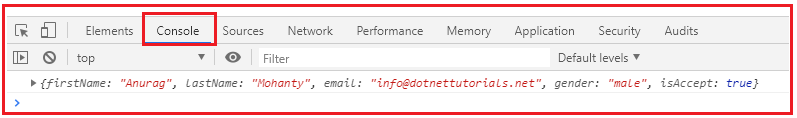 Elements Console Sources Network Performance Memory Application Security Audits
top Filter Default levels
{firstName: "Anurag", lastName: "Mohanty", email: "info@dotnettutorials.net", gender: "male", isAccept: true}